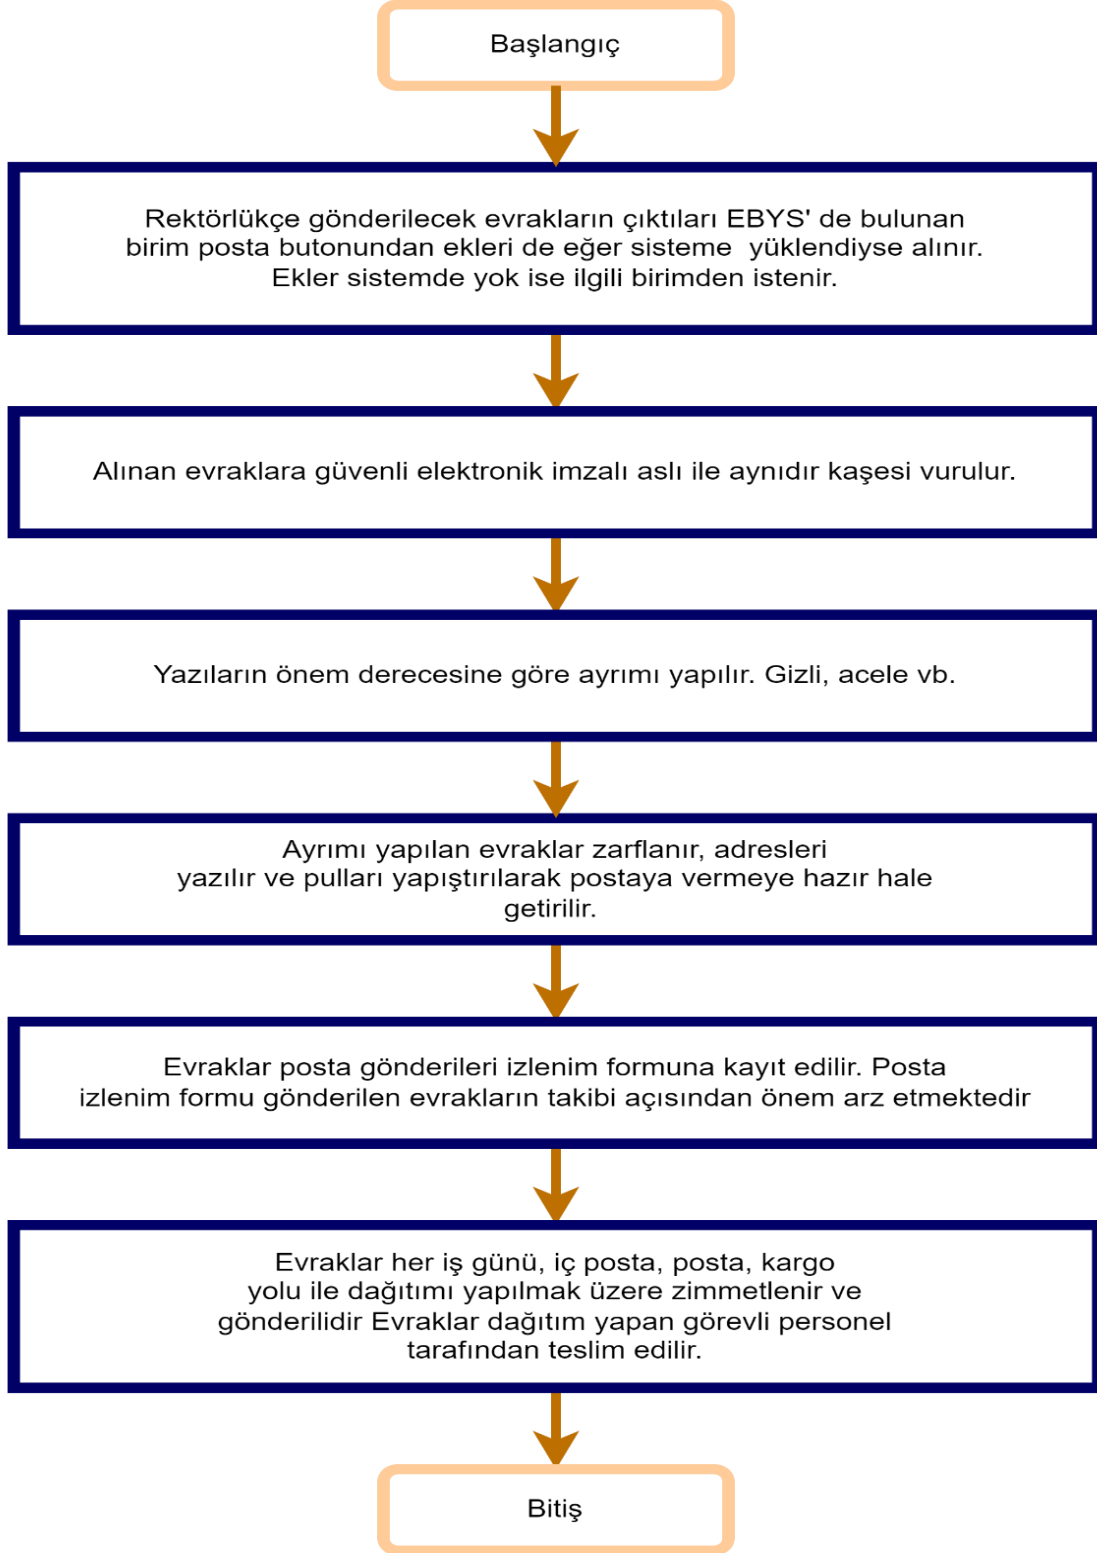 Başlangıç
Rektörlükçe gönderilecek evrakların çıktıları EBYS' de bulunan
birim posta butonundan ekleri de eğer sisteme  yüklendiyse alınır.
Ekler sistemde yok ise ilgili birimden istenir.
Alınan evraklara güvenli elektronik imzalı aslı ile aynıdır kaşesi vurulur.
Yazıların önem derecesine göre ayrımı yapılır. Gizli, acele vb.
Ayrımı yapılan evraklar zarflanır, adresleri
yazılır ve pulları yapıştırılarak postaya vermeye hazır hale
getirilir.
Evraklar posta gönderileri izlenim formuna kayıt edilir. Posta
izlenim formu gönderilen evrakların takibi açısından önem arz etmektedir
Evraklar her iş günü, iç posta, posta, kargo
yolu ile dağıtımı yapılmak üzere zimmetlenir ve
gönderilidir Evraklar dağıtım yapan görevli personel
tarafından teslim edilir.
Bitiş